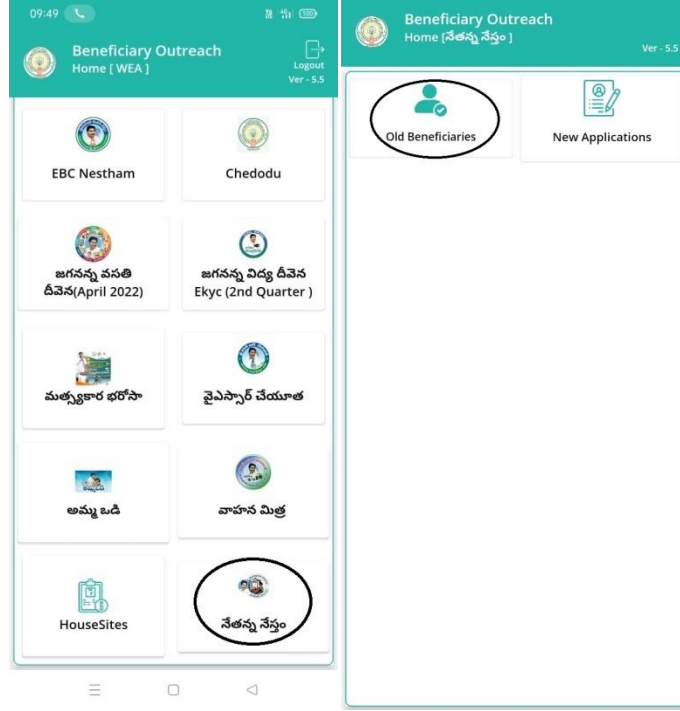 09:49
100
Beneficiary Outreach
Home [ WEA ]
Logout
Ver - 5.5
EBC Nestham
Chedodu
జగనన్న వసతి
దీవెన(April 2022)
జగనన్న విద్య దీవెన
Ekyc (2nd Quarter )
మత్స్యకార భరోసా
వైఎస్సార్ చేయూత
అమ్మ ఒడి
వాహన మిత్ర
HouseSites
నేతన్న నేస్తం
Beneficiary Outreach
Home [నేతన్న నేస్తం ]
Ver - 5.5
Old Beneficiaries
New Applications